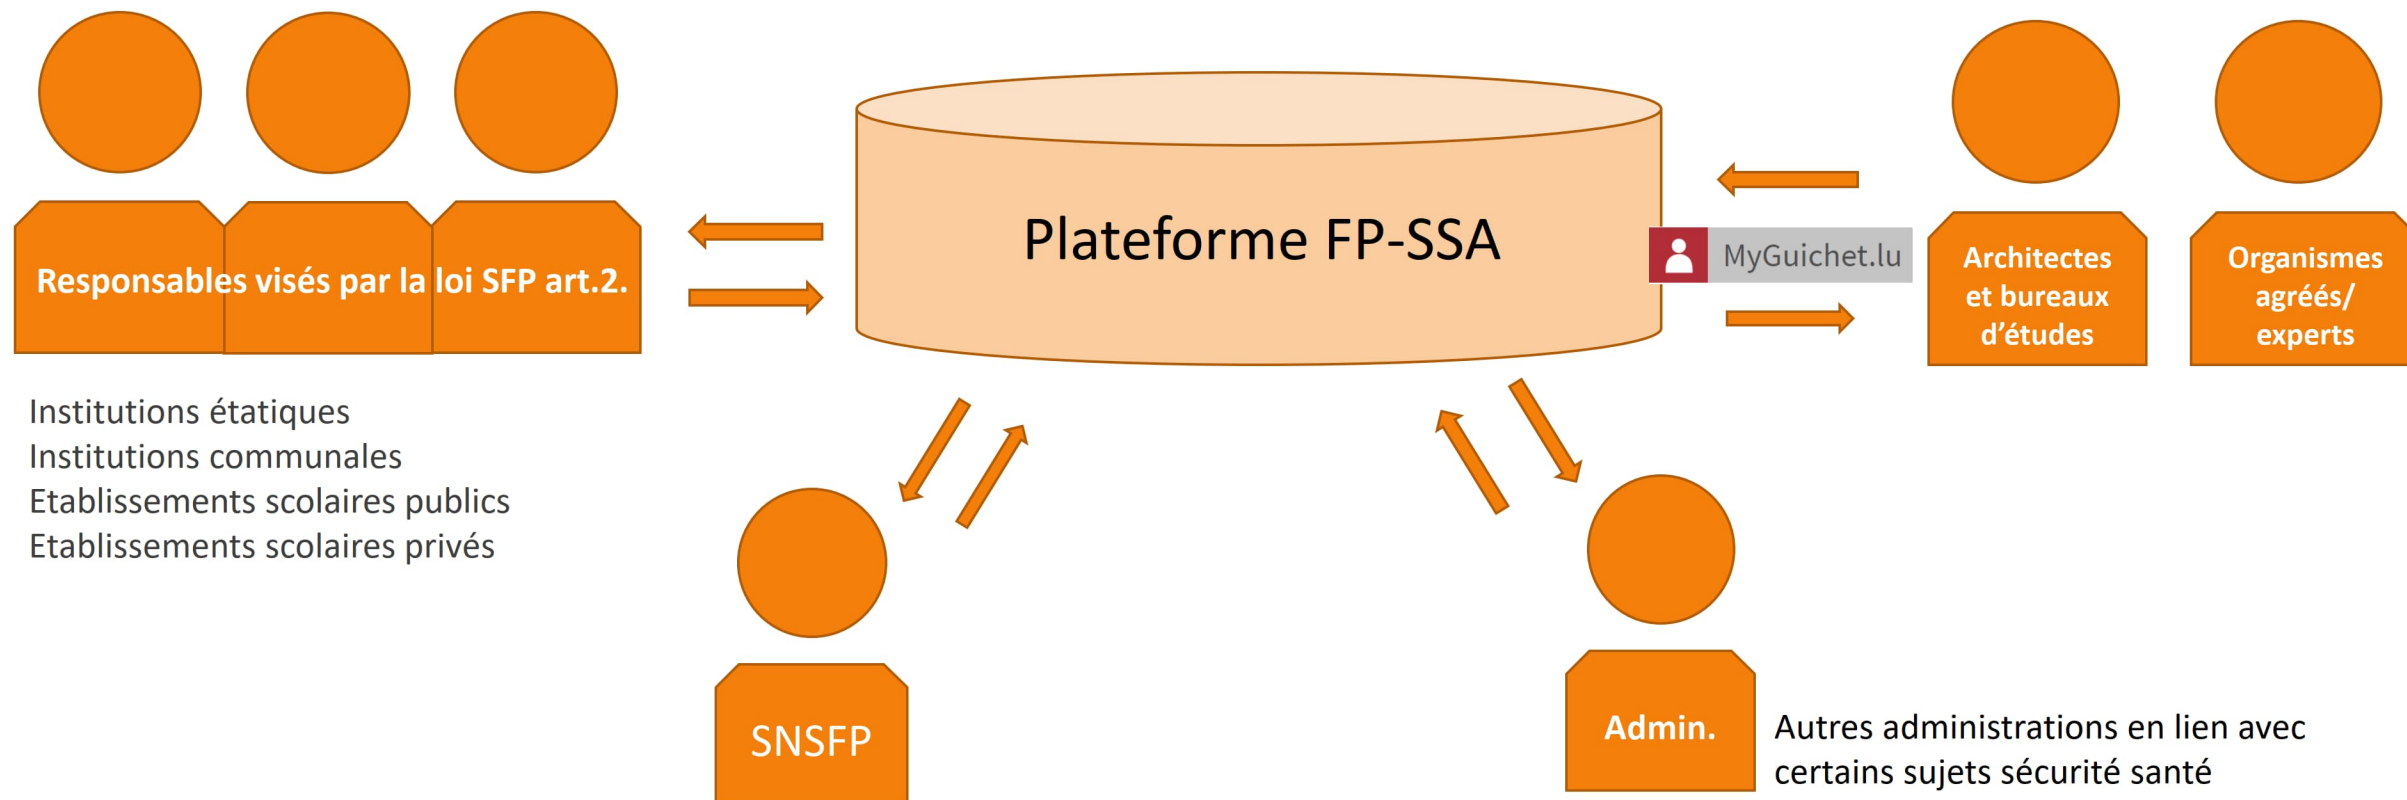 Plateforme FP-SSA
Responsables visés par la loi SFP art.2.
MyGuichet.lu
Architectes
et bureaux
d’études
Organismes
agréés/
experts
Institutions étatiques
Institutions communales
Etablissements scolaires publics
Etablissements scolaires privés
SNSFP
Admin.
Autres administrations en lien avec
certains sujets sécurité santé